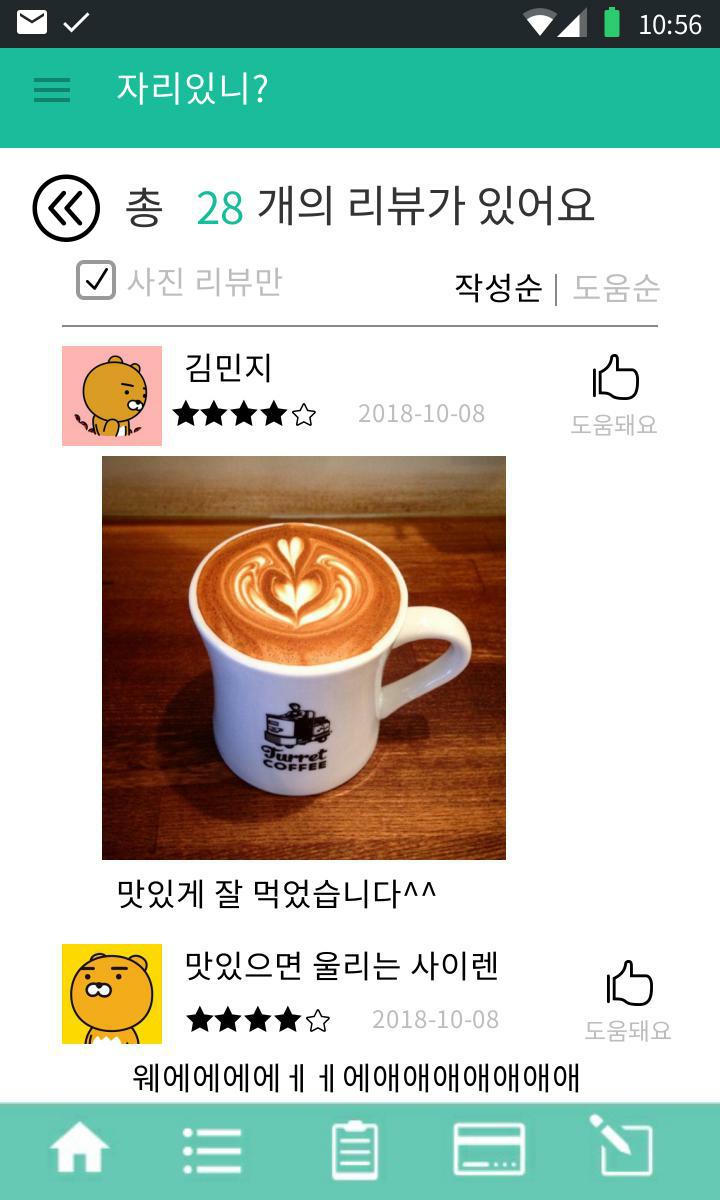 10:56
자리있니?
총 28 개의 리뷰가 있어요
사진 리뷰만 작성순 | 도움순
김민지
2018-10-08
도움돼요
Turret
COFFEE
맛있게 잘 먹었습니다^^
맛있으면 울리는 사이렌
2018-10-08
도움돼요
웨에에에에ㅔㅔ에애애애애애애애